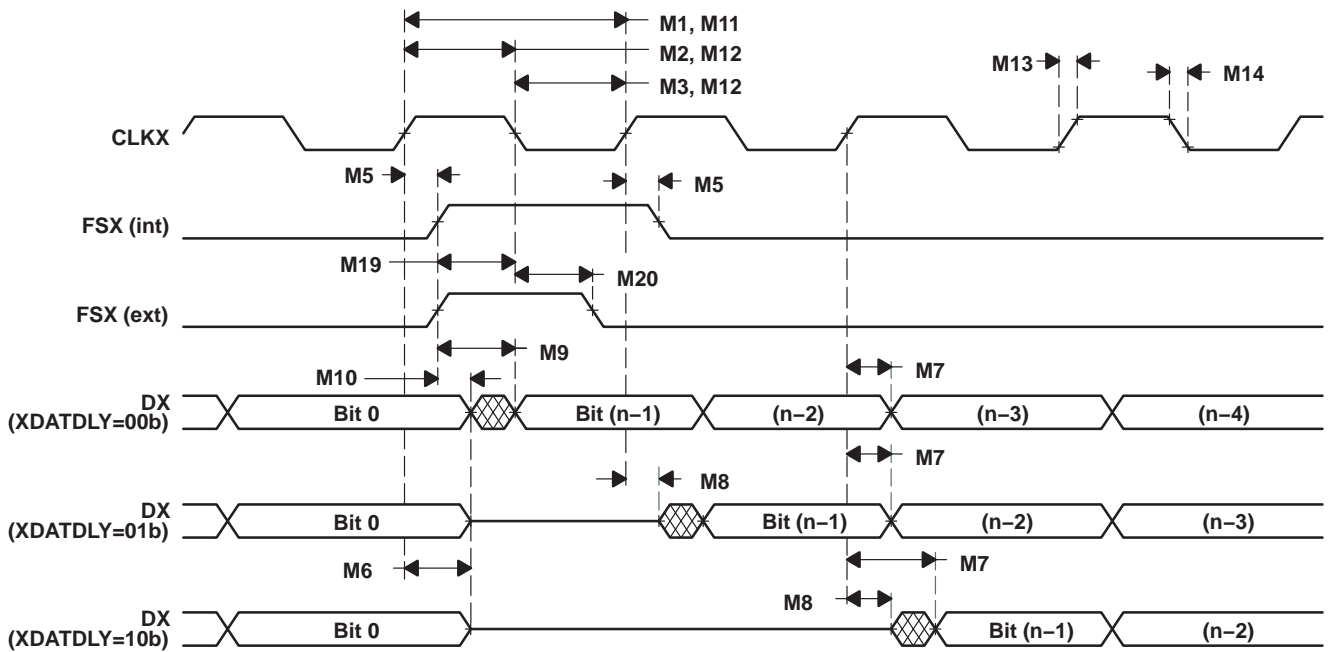 M1, M11
M2, M12
M3, M12
M13
M14
CLKX
M5
M5
FSX (int)
M19
M20
FSX (ext)
M9
M10
M7
DX
(XDATDLY=00b)
Bit 0
Bit (n−1)
(n−2)
(n−3)
(n−4)
M7
M8
DX
(XDATDLY=01b)
Bit 0
Bit (n−1)
(n−2)
(n−3)
M6
M7
M8
DX
(XDATDLY=10b)
Bit 0
Bit (n−1)
(n−2)